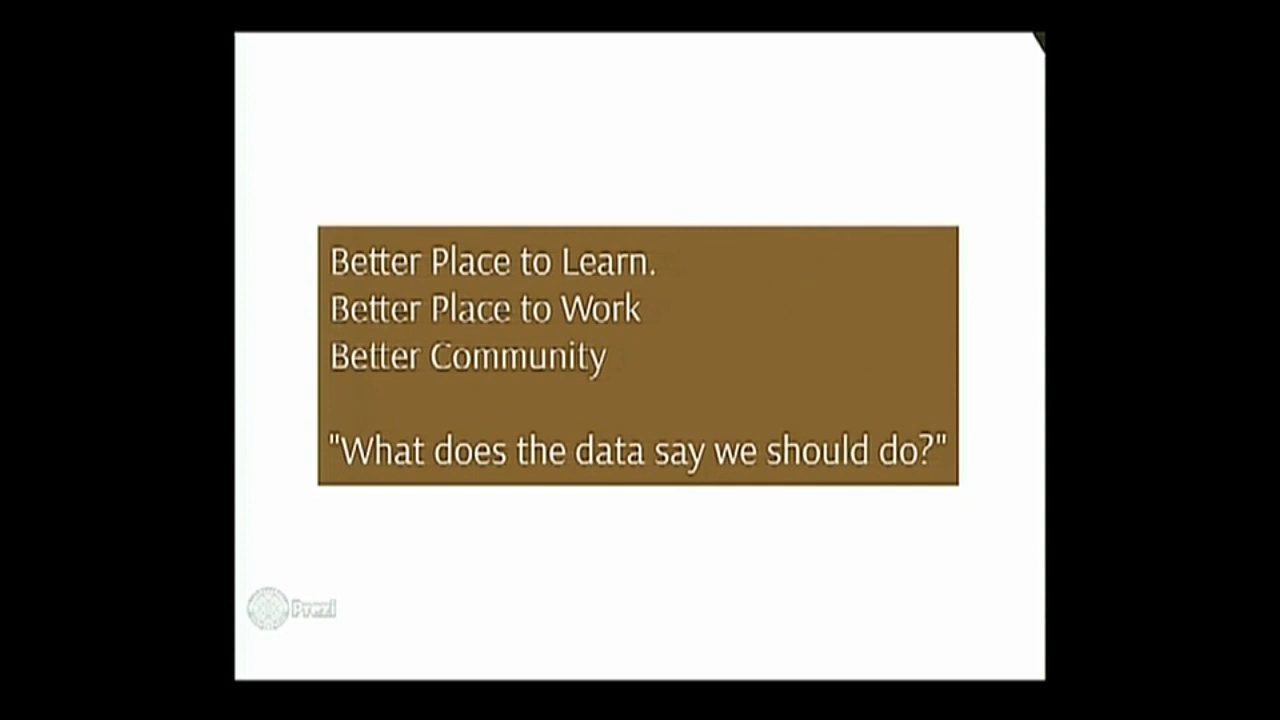 Better Place to Learn.
Better Place to Work
Better Community
"What does the data say we should do?"
Prezi